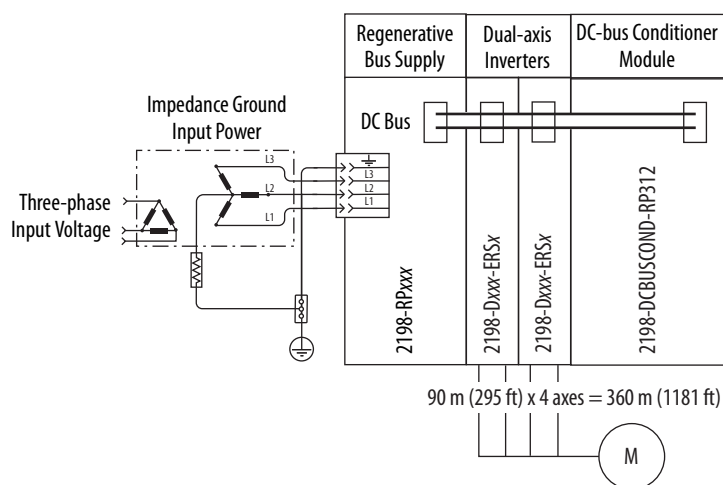 Regenerative
Bus Supply
Dual-axis
Inverters
DC-bus Conditioner
Module
Impedance Ground
Input Power
DC Bus
L3
L2
L1
L3
L2
L1
Three-phase
Input Voltage
2198-RPxxx
2198-Dxxx-ERSx
2198-Dxxx-ERSx
2198-DCBUSCOND-RP312
90 m (295 ft) x 4 axes = 360 m (1181 ft)
M